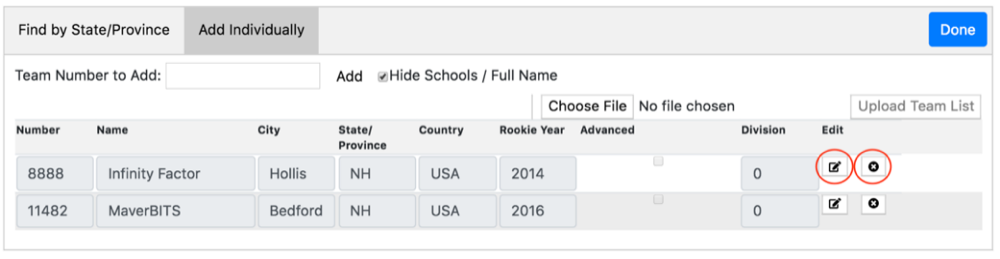 Find by State/Province Add Individually Done
Team Number to Add: Add Hide Schools / Full Name
Choose File No file chosen Upload Team List
Number Name City State/ Province Country Rookie Year Advanced Division Edit
8888 Infinity Factor Hollis NH USA 2014 0
11482 MaverBITS Bedford NH USA 2016 0